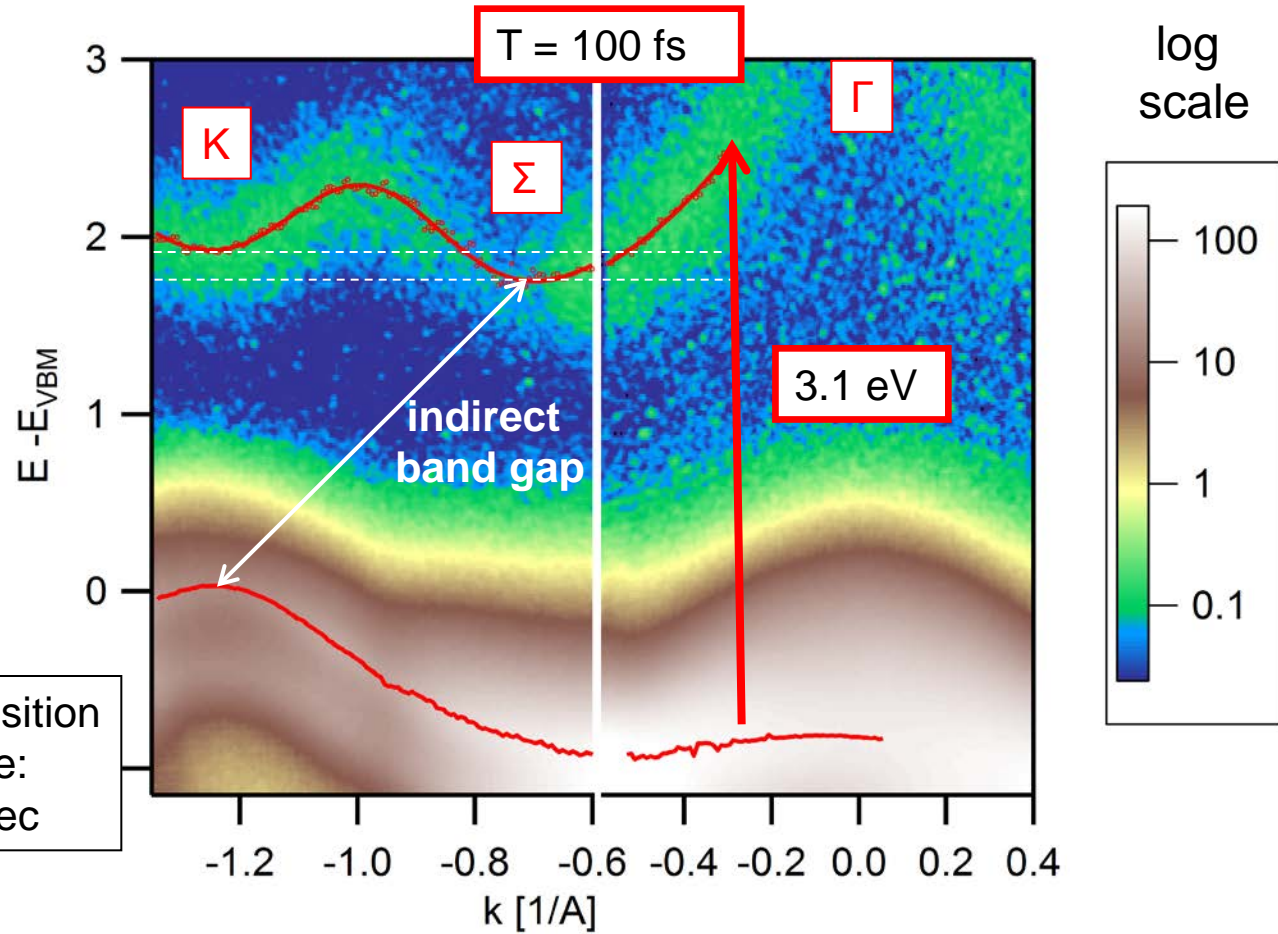 T = 100 fs
log
scale
K
Σ
Γ
3
2
1
0
E -E_VBM
3.1 eV
indirect
band gap
100
10
1
0.1
sition
e:
ec
-1.2 -1.0 -0.8 -0.6 -0.4 -0.2 0.0 0.2 0.4
k [1/A]